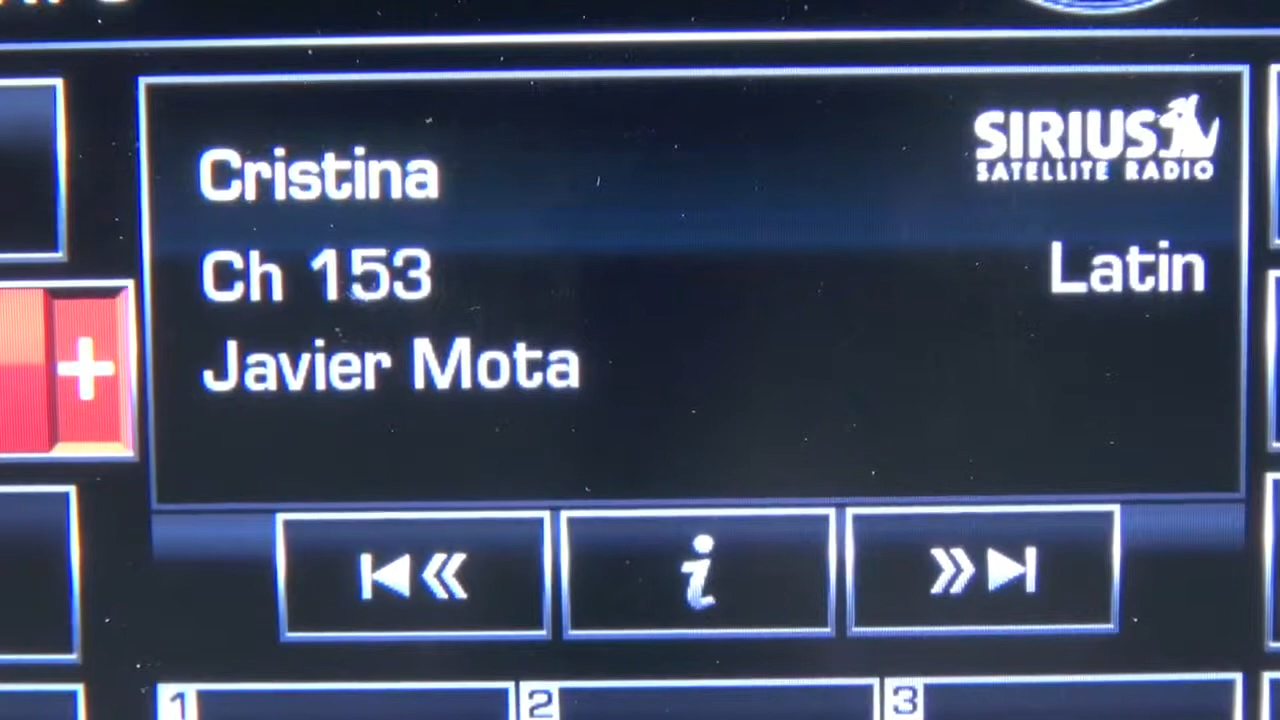 Cristina
SIRIUS
SATELLITE RADIO
Ch 153
Latin
Javier Mota
+
i
1
2
3